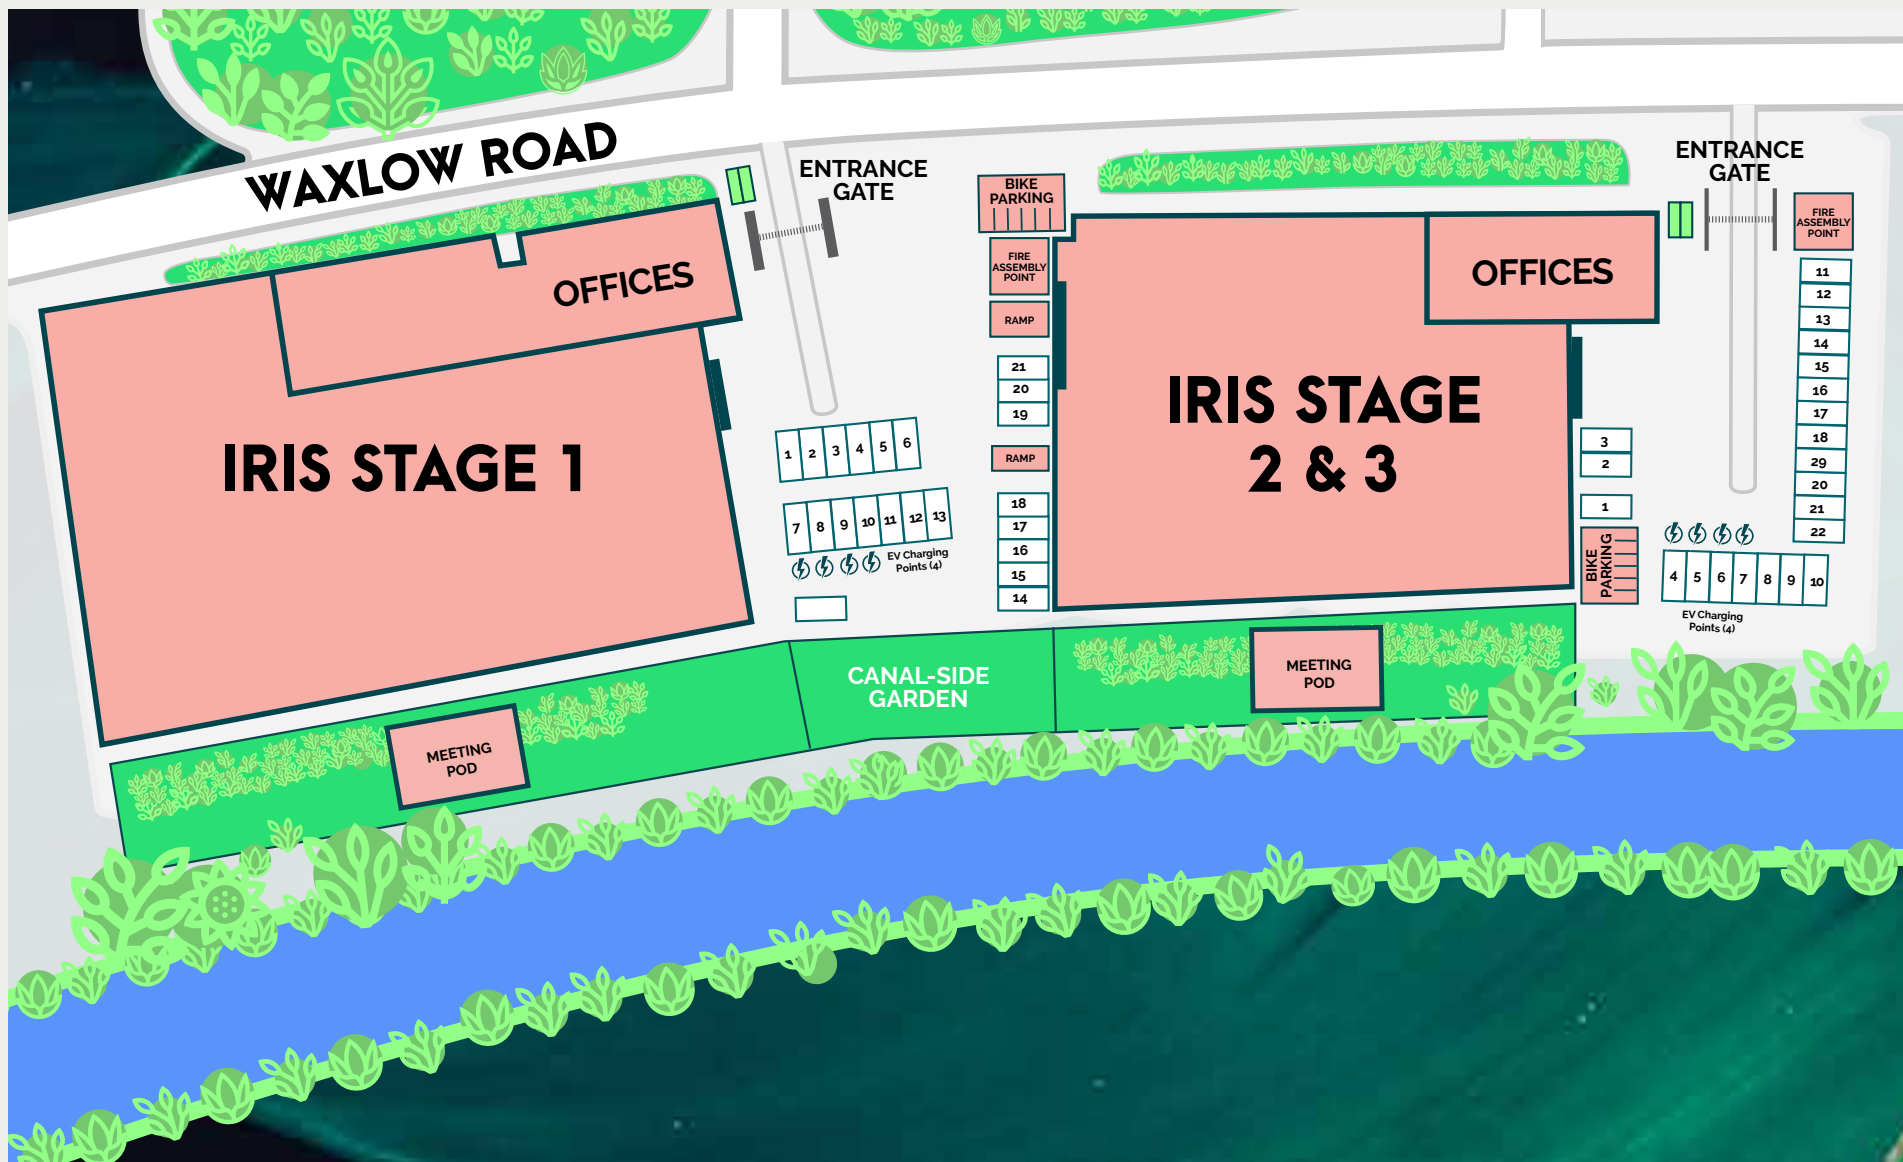 WAXLOW ROAD
ENTRANCE
GATE
OFFICES
IRIS STAGE 1
1 2 3 4 5 6
7 8 9 10 11 12 13
EV Charging
Points (4)
BIKE
PARKING
FIRE
ASSEMBLY
POINT
RAMP
21
20
19
RAMP
18
17
16
15
14
OFFICES
IRIS STAGE
2 & 3
ENTRANCE
GATE
FIRE
ASSEMBLY
POINT
11
12
13
14
15
16
17
18
29
20
21
22
3
2
1
BIKE
PARKING
4 5 6 7 8 9 10
EV Charging
Points (4)
MEETING
POD
CANAL-SIDE
GARDEN
MEETING
POD